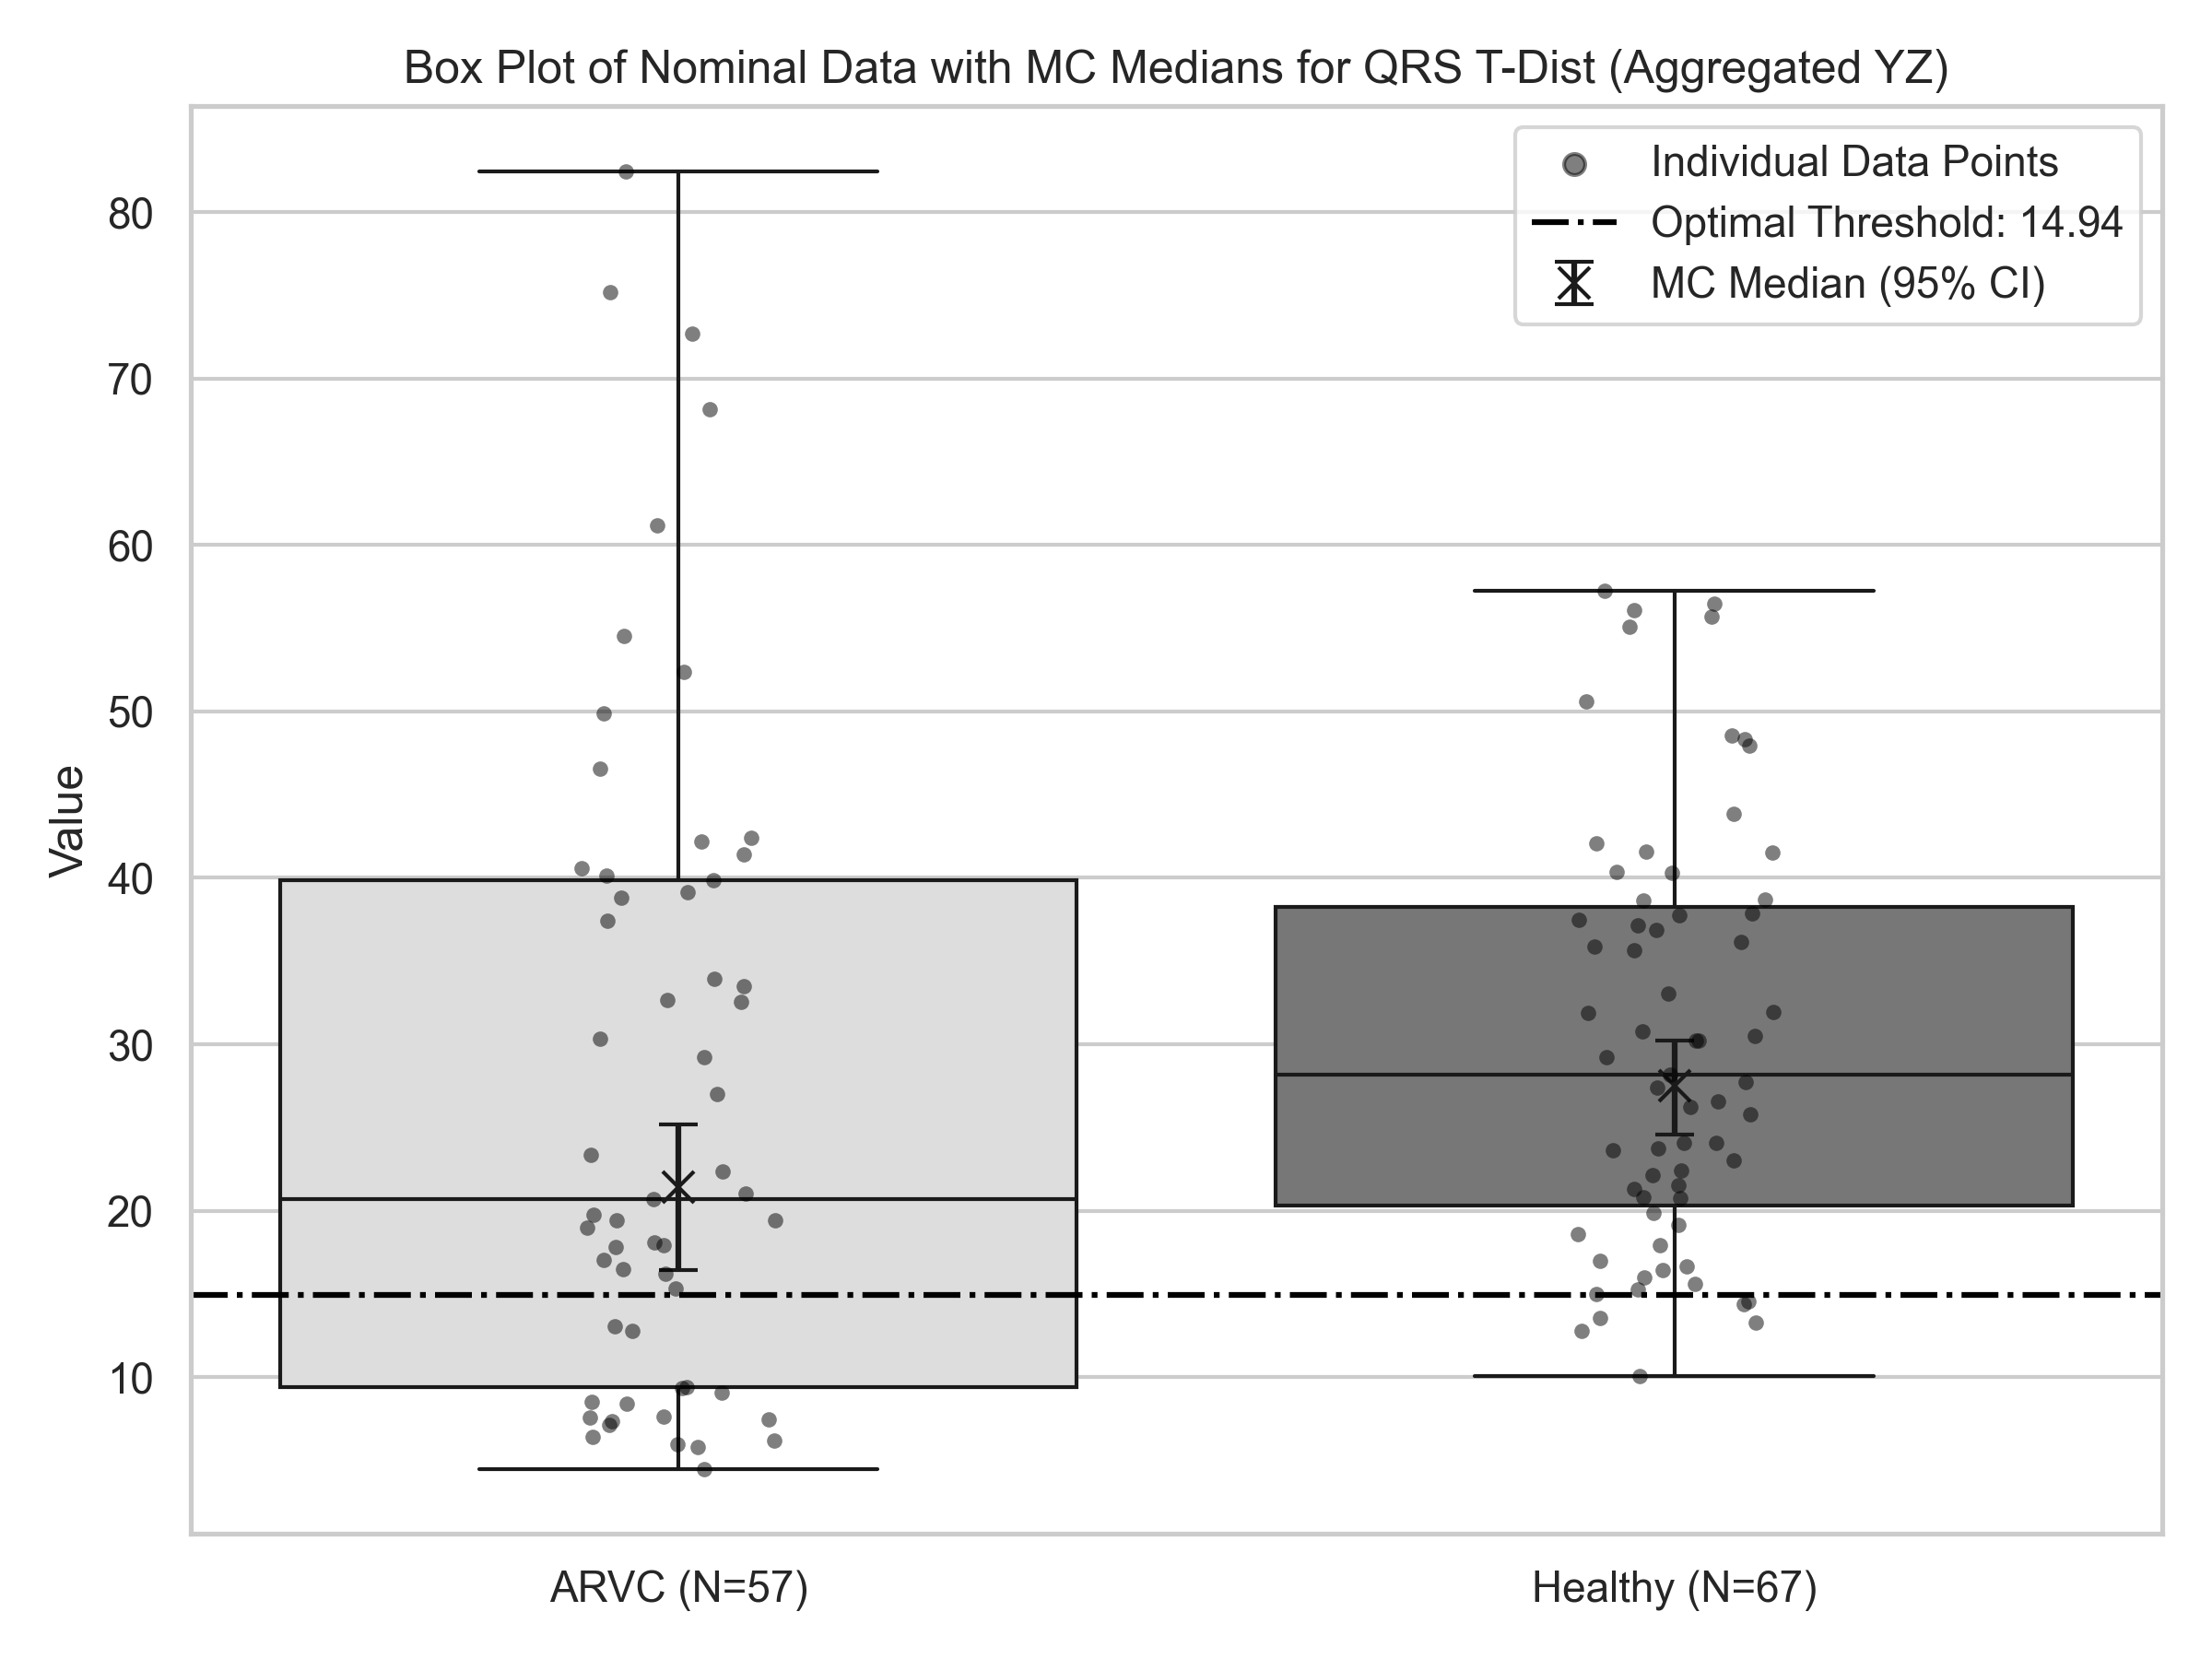 Box Plot of Nominal Data with MC Medians for QRS T-Dist (Aggregated YZ)
Individual Data Points
Optimal Threshold: 14.94
MC Median (95% CI)
Value
80
70
60
50
40
30
20
10
ARVC (N=57)
Healthy (N=67)